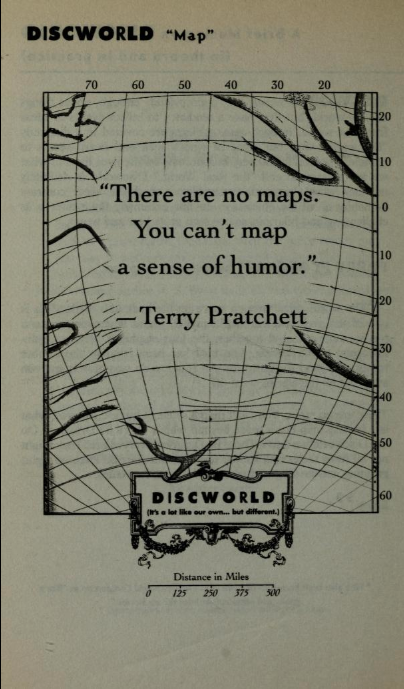 DISCWORLD "Map"
70 60 50 40 30 20
20
10
0
10
20
30
40
50
60
"There are no maps.
You can't map
a sense of humor."
—Terry Pratchett
DISCWORLD
(It's a lot like our own... but different.)
Distance in Miles
0 125 250 375 500